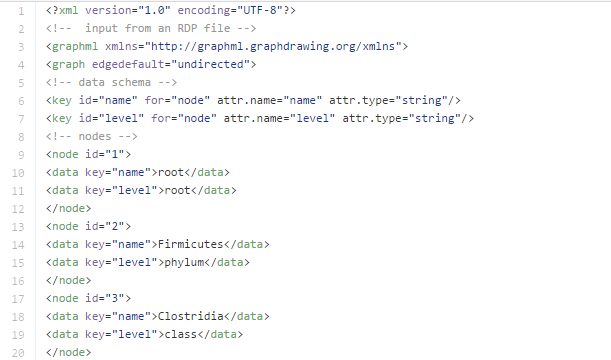 1 <?xml version="1.0" encoding="UTF-8"?>
2 <!--  input from an RDP file -->
3 <graphml xmlns="http://graphml.graphdrawing.org/xmlns">
4 <graph edgedefault="undirected">
5 <!-- data schema -->
6 <key id="name" for="node" attr.name="name" attr.type="string"/>
7 <key id="level" for="node" attr.name="level" attr.type="string"/>
8 <!-- nodes -->
9 <node id="1">
10 <data key="name">root</data>
11 <data key="level">root</data>
12 </node>
13 <node id="2">
14 <data key="name">Firmicutes</data>
15 <data key="level">phylum</data>
16 </node>
17 <node id="3">
18 <data key="name">Clostridia</data>
19 <data key="level">class</data>
20 </node>